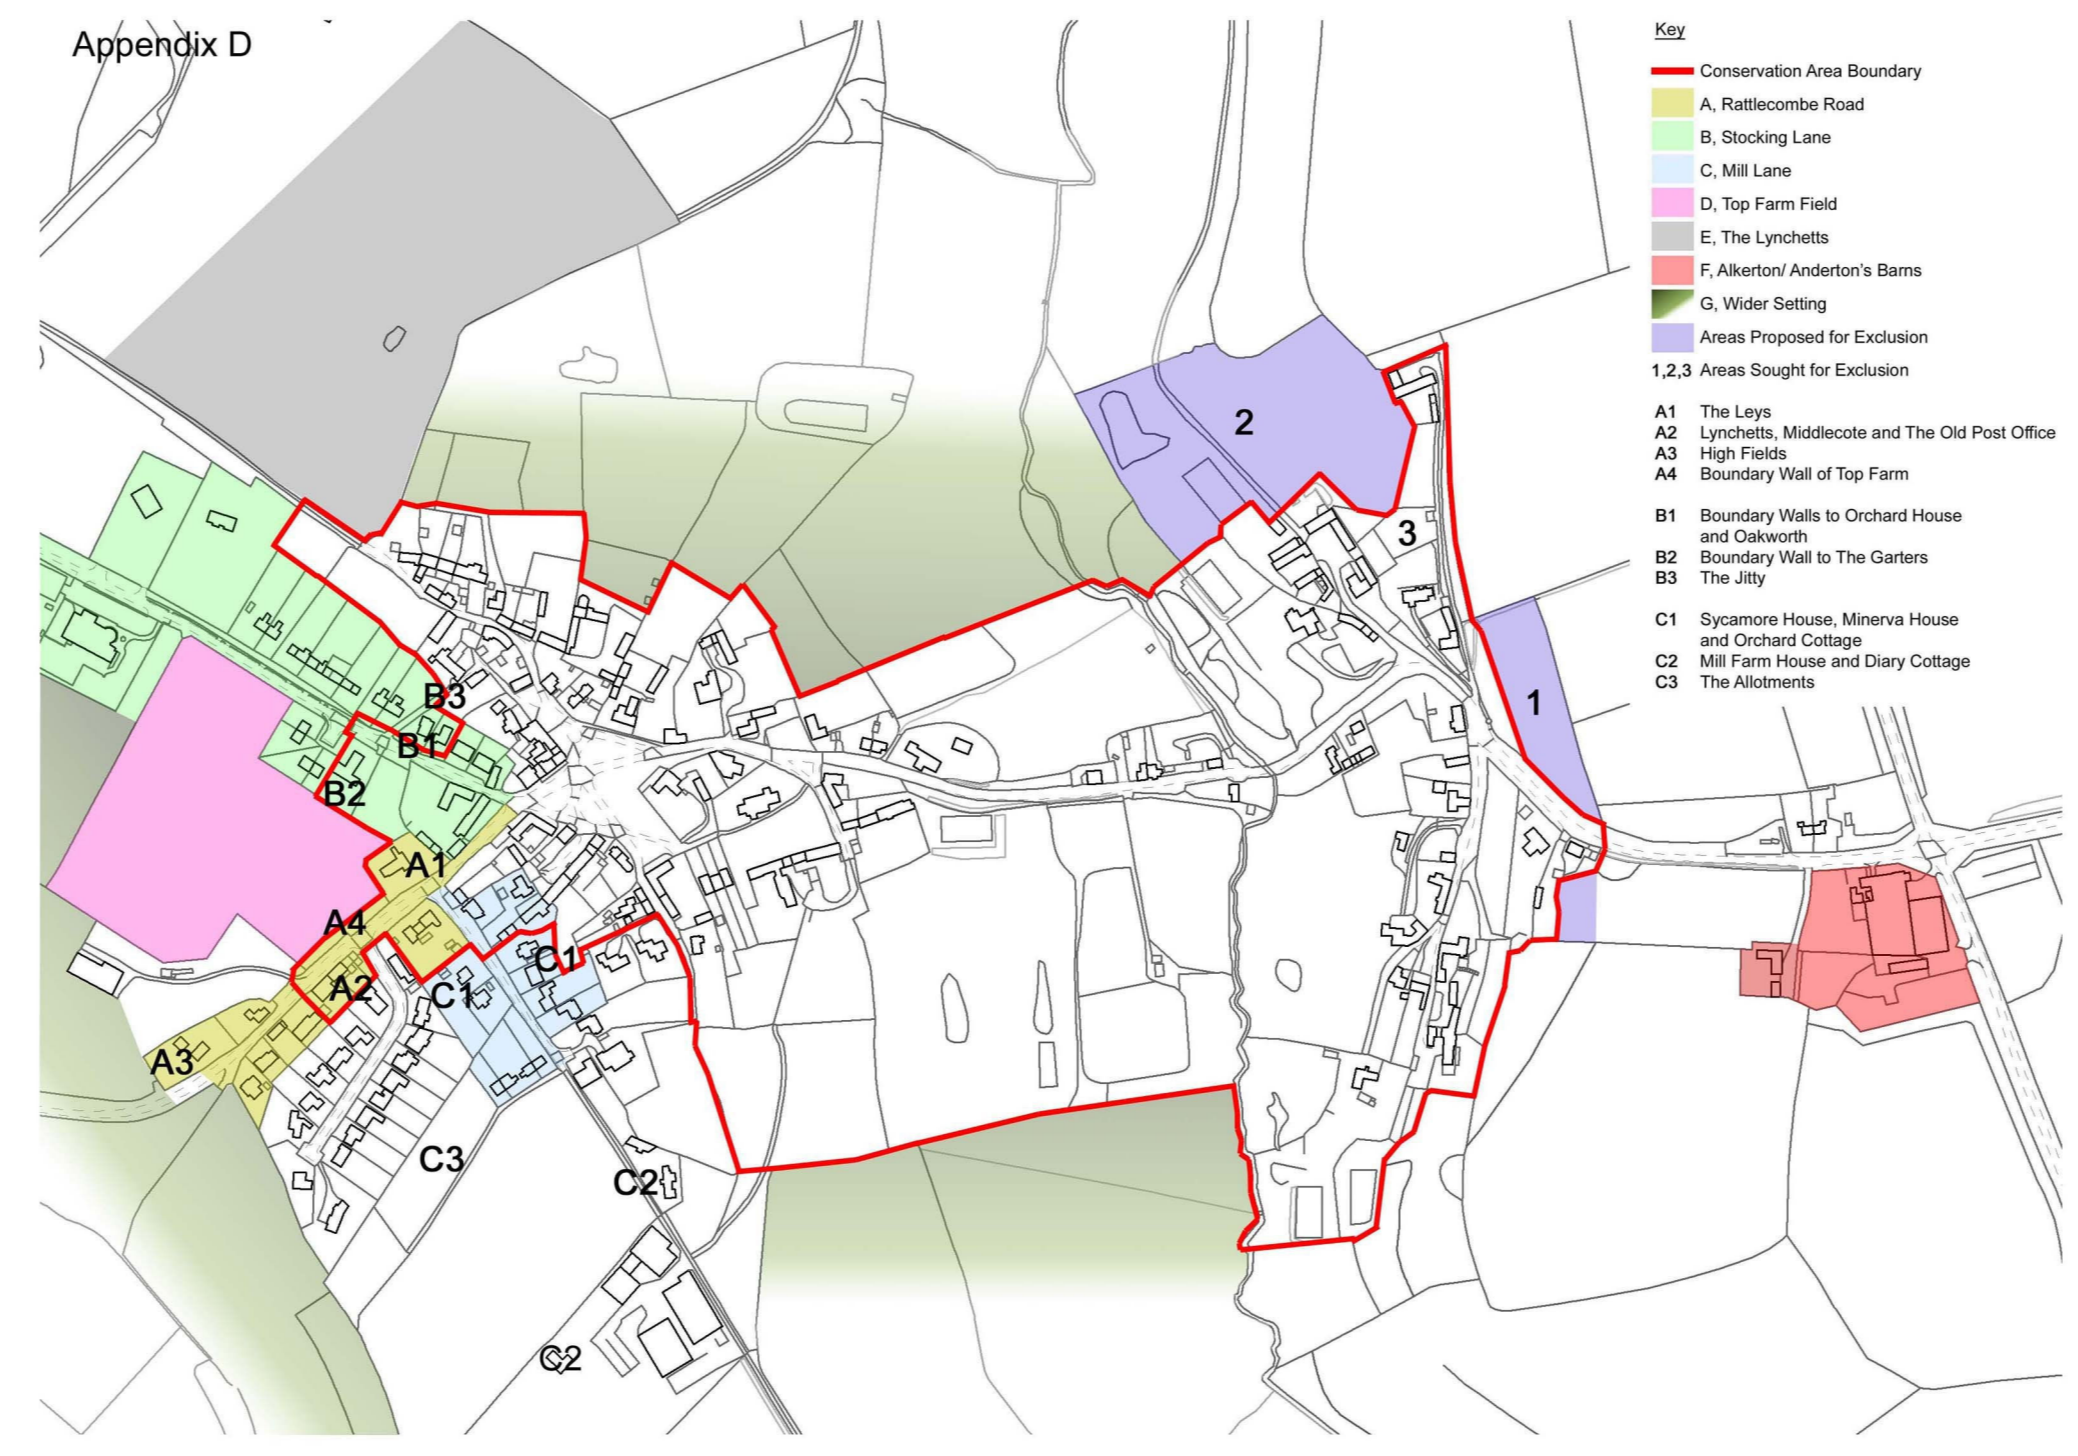 Appendix D
Key
Conservation Area Boundary
A, Rattlecombe Road
B, Stocking Lane
C, Mill Lane
D, Top Farm Field
E, The Lynchetts
F, Alkerton/ Anderton's Barns
G, Wider Setting
Areas Proposed for Exclusion
1,2,3 Areas Sought for Exclusion
A1 The Leys
A2 Lynchetts, Middlecote and The Old Post Office
A3 High Fields
A4 Boundary Wall of Top Farm
B1 Boundary Walls to Orchard House
and Oakworth
B2 Boundary Wall to The Garters
B3 The Jitty
C1 Sycamore House, Minerva House
and Orchard Cottage
C2 Mill Farm House and Diary Cottage
C3 The Allotments
2
3
1
B3
B1
B2
A1
A4
C1
A2
C1
A3
C3
C2
C2